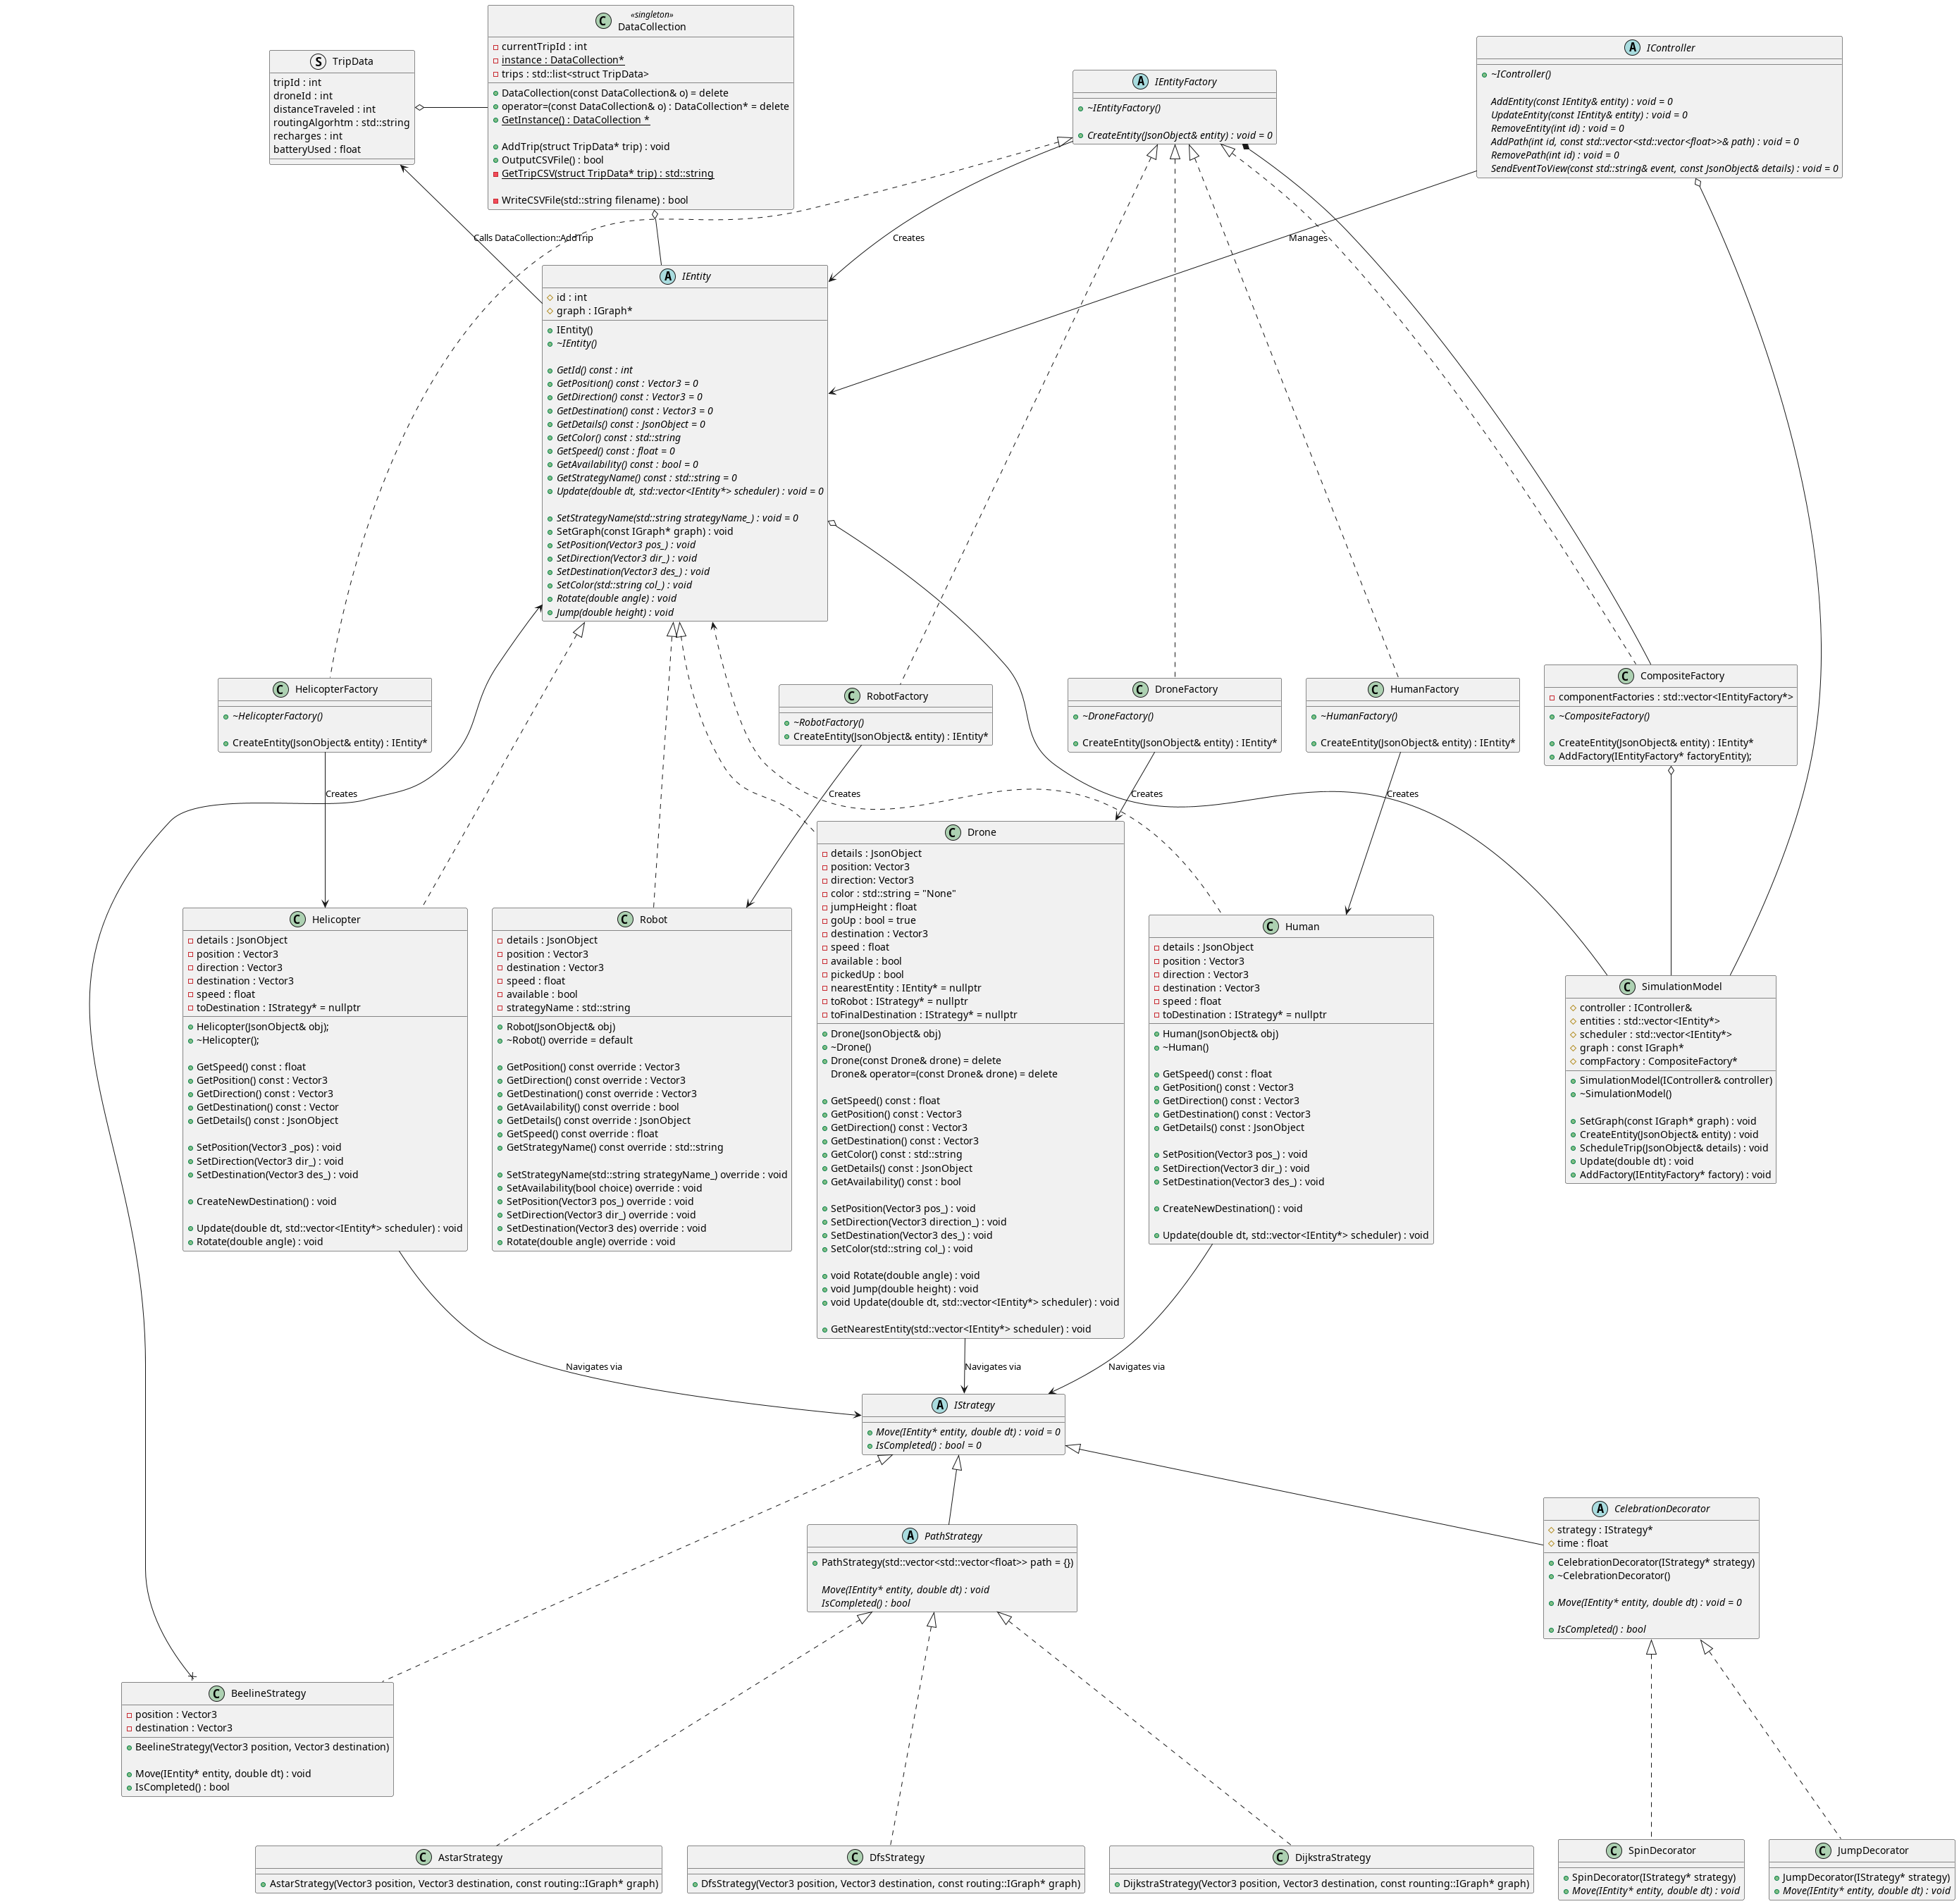 «singleton»
DataCollection
currentTripId : int
instance : DataCollection*
trips : std::list<struct TripData>
DataCollection(const DataCollection& o) = delete
operator=(const DataCollection& o) : DataCollection* = delete
GetInstance() : DataCollection *
AddTrip(struct TripData* trip) : void
OutputCSVFile() : bool
GetTripCSV(struct TripData* trip) : std::string
WriteCSVFile(std::string filename) : bool
S TripData
tripId : int
droneId : int
distanceTraveled : int
routingAlgorhtm : std::string
recharges : int
batteryUsed : float
A IEntityFactory
~IEntityFactory()
CreateEntity(JsonObject& entity) : void = 0
A IController
~IController()
AddEntity(const IEntity& entity) : void = 0
UpdateEntity(const IEntity& entity) : void = 0
RemoveEntity(int id) : void = 0
AddPath(int id, const std::vector<std::vector<float>>& path) : void = 0
RemovePath(int id) : void = 0
SendEventToView(const std::string& event, const JsonObject& details) : void = 0
Calls DataCollection::AddTrip
Creates
Manages
A IEntity
id : int
graph : IGraph*
IEntity()
~IEntity()
GetId() const : int
GetPosition() const : Vector3 = 0
GetDirection() const : Vector3 = 0
GetDestination() const : Vector3 = 0
GetDetails() const : JsonObject = 0
GetColor() const : std::string
GetSpeed() const : float = 0
GetAvailability() const : bool = 0
GetStrategyName() const : std::string = 0
Update(double dt, std::vector<IEntity*> scheduler) : void = 0
SetStrategyName(std::string strategyName_) : void = 0
SetGraph(const IGraph* graph) : void
SetPosition(Vector3 pos_) : void
SetDirection(Vector3 dir_) : void
SetDestination(Vector3 des_) : void
SetColor(std::string col_) : void
Rotate(double angle) : void
Jump(double height) : void
C HelicopterFactory
~HelicopterFactory()
CreateEntity(JsonObject& entity) : IEntity*
C RobotFactory
~RobotFactory()
CreateEntity(JsonObject& entity) : IEntity*
C DroneFactory
~DroneFactory()
CreateEntity(JsonObject& entity) : IEntity*
C HumanFactory
~HumanFactory()
CreateEntity(JsonObject& entity) : IEntity*
C CompositeFactory
componentFactories : std::vector<IEntityFactory*>
~CompositeFactory()
CreateEntity(JsonObject& entity) : IEntity*
AddFactory(IEntityFactory* factoryEntity);
Creates
Creates
Creates
Creates
C Helicopter
details : JsonObject
position : Vector3
direction : Vector3
destination : Vector3
speed : float
toDestination : IStrategy* = nullptr
Helicopter(JsonObject& obj);
~Helicopter();
GetSpeed() const : float
GetPosition() const : Vector3
GetDirection() const : Vector3
GetDestination() const : Vector
GetDetails() const : JsonObject
SetPosition(Vector3 _pos) : void
SetDirection(Vector3 dir_) : void
SetDestination(Vector3 des_) : void
CreateNewDestination() : void
Update(double dt, std::vector<IEntity*> scheduler) : void
Rotate(double angle) : void
C Robot
details : JsonObject
position : Vector3
destination : Vector3
speed : float
available : bool
strategyName : std::string
Robot(JsonObject& obj)
~Robot() override = default
GetPosition() const override : Vector3
GetDirection() const override : Vector3
GetDestination() const override : Vector3
GetAvailability() const override : bool
GetDetails() const override : JsonObject
GetSpeed() const override : float
GetStrategyName() const override : std::string
SetStrategyName(std::string strategyName_) override : void
SetAvailability(bool choice) override : void
SetPosition(Vector3 pos_) override : void
SetDirection(Vector3 dir_) override : void
SetDestination(Vector3 des) override : void
Rotate(double angle) override : void
C Drone
details : JsonObject
position: Vector3
direction: Vector3
color : std::string = "None"
jumpHeight : float
goUp : bool = true
destination : Vector3
speed : float
available : bool
pickedUp : bool
nearestEntity : IEntity* = nullptr
toRobot : IStrategy* = nullptr
toFinalDestination : IStrategy* = nullptr
Drone(JsonObject& obj)
~Drone()
Drone(const Drone& drone) = delete
Drone& operator=(const Drone& drone) = delete
GetSpeed() const : float
GetPosition() const : Vector3
GetDirection() const : Vector3
GetDestination() const : Vector3
GetColor() const : std::string
GetDetails() const : JsonObject
GetAvailability() const : bool
SetPosition(Vector3 pos_) : void
SetDirection(Vector3 direction_) : void
SetDestination(Vector3 des_) : void
SetColor(std::string col_) : void
void Rotate(double angle) : void
void Jump(double height) : void
void Update(double dt, std::vector<IEntity*> scheduler) : void
GetNearestEntity(std::vector<IEntity*> scheduler) : void
C Human
details : JsonObject
position : Vector3
direction : Vector3
destination : Vector3
speed : float
toDestination : IStrategy* = nullptr
Human(JsonObject& obj)
~Human()
GetSpeed() const : float
GetPosition() const : Vector3
GetDirection() const : Vector3
GetDestination() const : Vector3
GetDetails() const : JsonObject
SetPosition(Vector3 pos_) : void
SetDirection(Vector3 dir_) : void
SetDestination(Vector3 des_) : void
CreateNewDestination() : void
Update(double dt, std::vector<IEntity*> scheduler) : void
C SimulationModel
controller : IController&
entities : std::vector<IEntity*>
scheduler : std::vector<IEntity*>
graph : const IGraph*
compFactory : CompositeFactory*
SimulationModel(IController& controller)
~SimulationModel()
SetGraph(const IGraph* graph) : void
CreateEntity(JsonObject& entity) : void
ScheduleTrip(JsonObject& details) : void
Update(double dt) : void
AddFactory(IEntityFactory* factory) : void
Navigates via
Navigates via
Navigates via
A IStrategy
Move(IEntity* entity, double dt) : void = 0
IsCompleted() : bool = 0
A PathStrategy
PathStrategy(std::vector<std::vector<float>> path = {})
Move(IEntity* entity, double dt) : void
IsCompleted() : bool
A CelebrationDecorator
strategy : IStrategy*
time : float
CelebrationDecorator(IStrategy* strategy)
~CelebrationDecorator()
Move(IEntity* entity, double dt) : void = 0
IsCompleted() : bool
C BeelineStrategy
position : Vector3
destination : Vector3
BeelineStrategy(Vector3 position, Vector3 destination)
Move(IEntity* entity, double dt) : void
IsCompleted() : bool
C AstarStrategy
AstarStrategy(Vector3 position, Vector3 destination, const routing::IGraph* graph)
C DfsStrategy
DfsStrategy(Vector3 position, Vector3 destination, const routing::IGraph* graph)
C DijkstraStrategy
DijkstraStrategy(Vector3 position, Vector3 destination, const rounting::IGraph* graph)
C SpinDecorator
SpinDecorator(IStrategy* strategy)
Move(IEntity* entity, double dt) : void
C JumpDecorator
JumpDecorator(IStrategy* strategy)
Move(IEntity* entity, double dt) : void